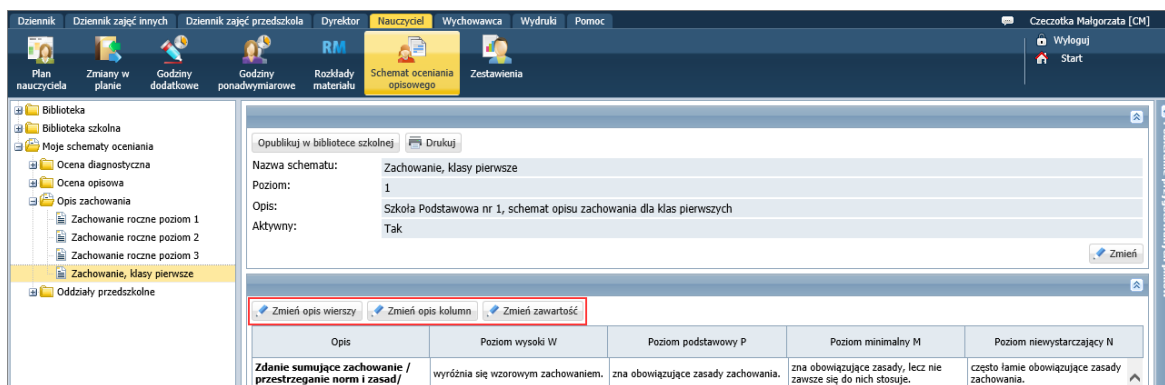 Dziennik Dziennik zajęć innych Dziennik zajęć przedszkola Dyrektor Nauczyciel Wychowawca Wydruki Pomoc Czeczotka Małgorzata [CM]
Plan nauczyciela
Zmiany w planie
Godziny dodatkowe
Godziny ponadwymiarowe
RM
Rozkłady materiału
Schemat oceniania opisowego
Zestawienia
Wyloguj
Start
Biblioteka
Biblioteka szkolna
Moje schematy oceniania
Ocena diagnostyczna
Ocena opisowa
Opis zachowania
Zachowanie roczne poziom 1
Zachowanie roczne poziom 2
Zachowanie roczne poziom 3
Zachowanie, klasy pierwsze
Oddziały przedszkolne
Opublikuj w bibliotece szkolnej Drukuj
Nazwa schematu: Zachowanie, klasy pierwsze
Poziom: 1
Opis: Szkoła Podstawowa nr 1, schemat opisu zachowania dla klas pierwszych
Aktywny: Tak
Zmień
Zmień opis wierszy Zmień opis kolumn Zmień zawartość
Opis Poziom wysoki W Poziom podstawowy P Poziom minimalny M Poziom niewystarczający N
Zdanie sumujące zachowanie /
przestrzeganie norm i zasad/
wyróżnia się wzorowym zachowaniem.
zna obowiązujące zasady zachowania.
zna obowiązujące zasady, lecz nie
zawsze się do nich stosuje.
często łamie obowiązujące zasady
zachowania.